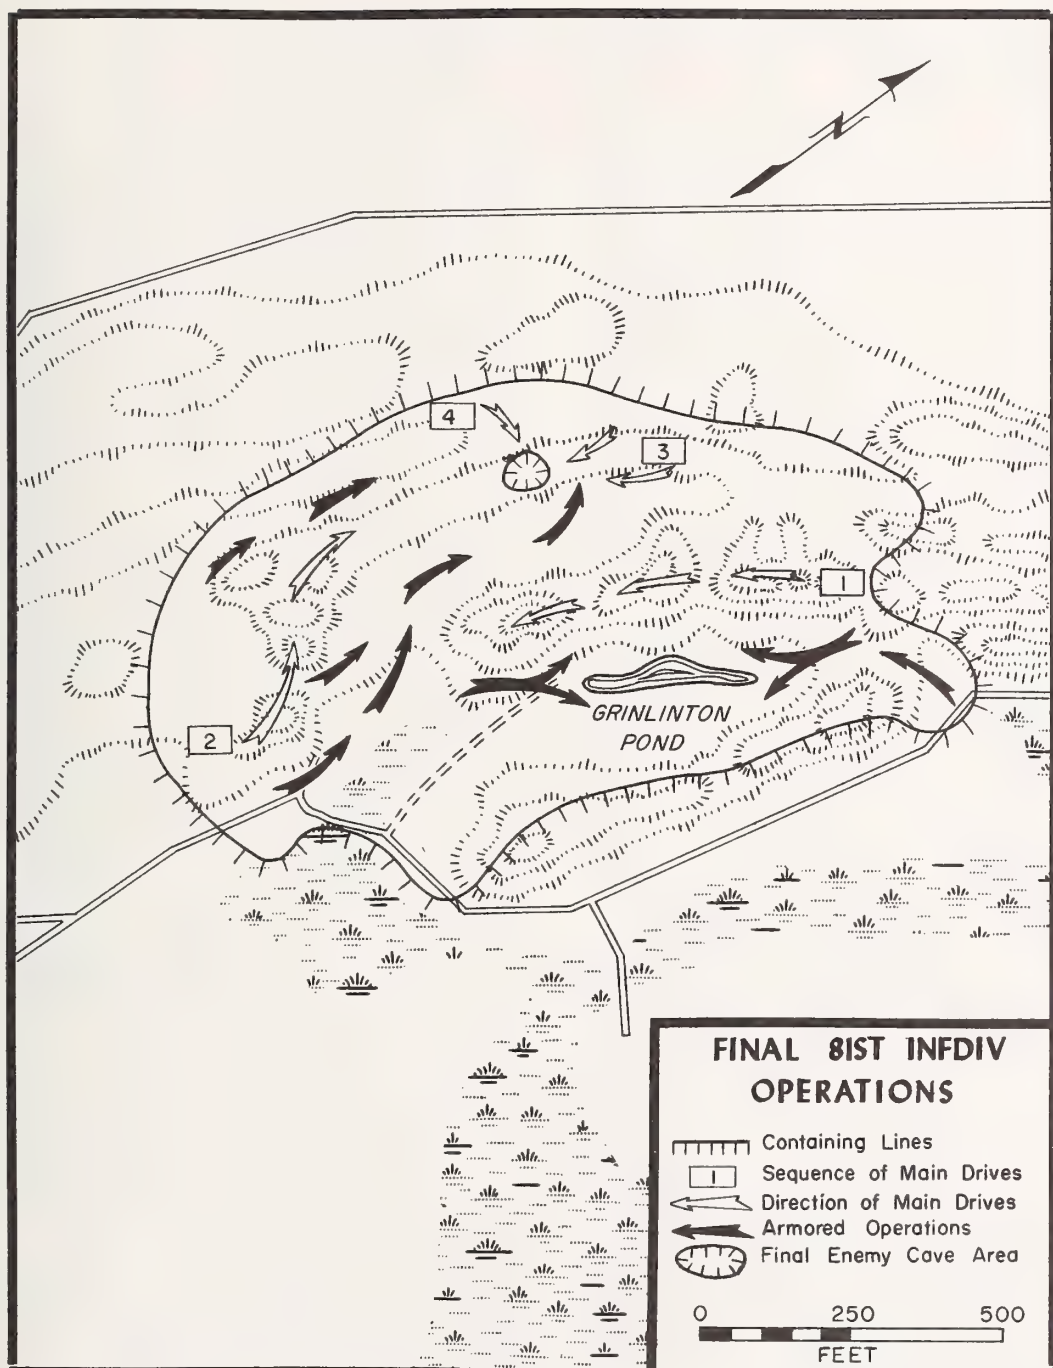 N
4
3
1
2
GRINLINTON
POND
FINAL 81ST INFDIV
OPERATIONS
Containing Lines
1 Sequence of Main Drives
Direction of Main Drives
Armored Operations
Final Enemy Cave Area
0 250 500
FEET